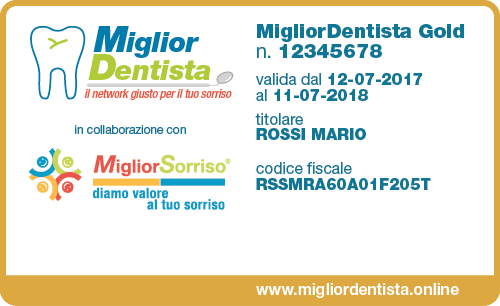 Miglior
Dentista
il network giusto per il tuo sorriso
in collaborazione con
MigliorSorriso®
diamo valore
al tuo sorriso
MigliorDentista Gold
n. 12345678
valida dal 12-07-2017
al 11-07-2018
titolare
ROSSI MARIO
codice fiscale
RSSMRA60A01F205T
www.migliordentista.online